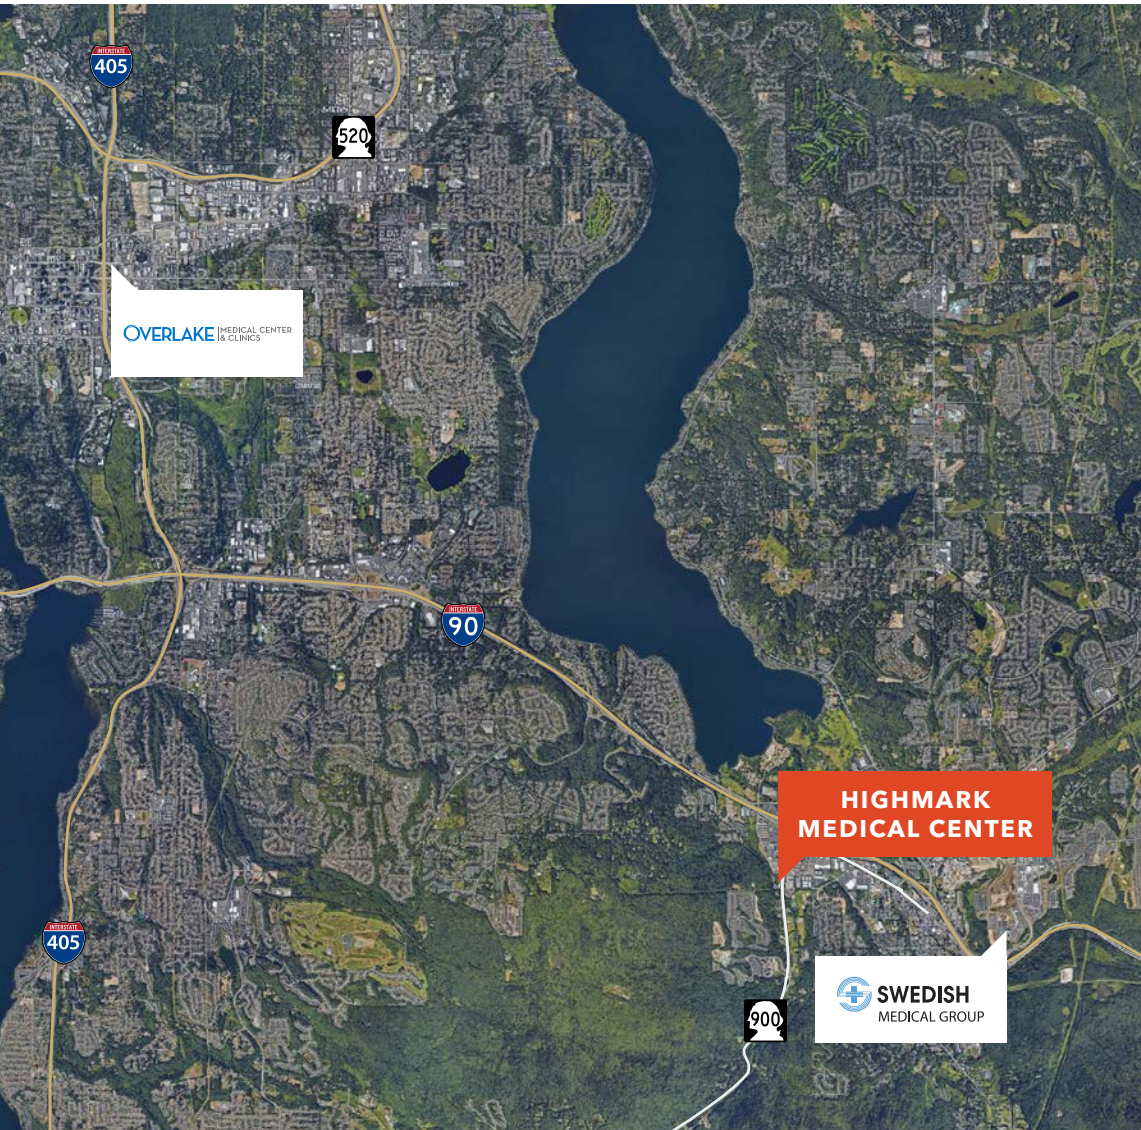 INTERSTATE
405
520
OVERLAKE MEDICAL CENTER
& CLINICS
INTERSTATE
90
HIGHMARK
MEDICAL CENTER
INTERSTATE
405
SWEDISH
MEDICAL GROUP
900